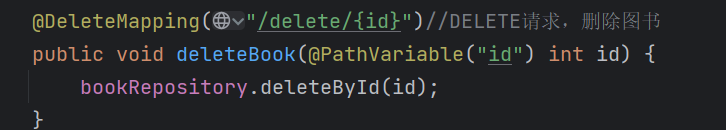 @DeleteMapping("/delete/{id}")//DELETE请求，删除图书
public void deleteBook(@PathVariable("id") int id) {
    bookRepository.deleteById(id);
}